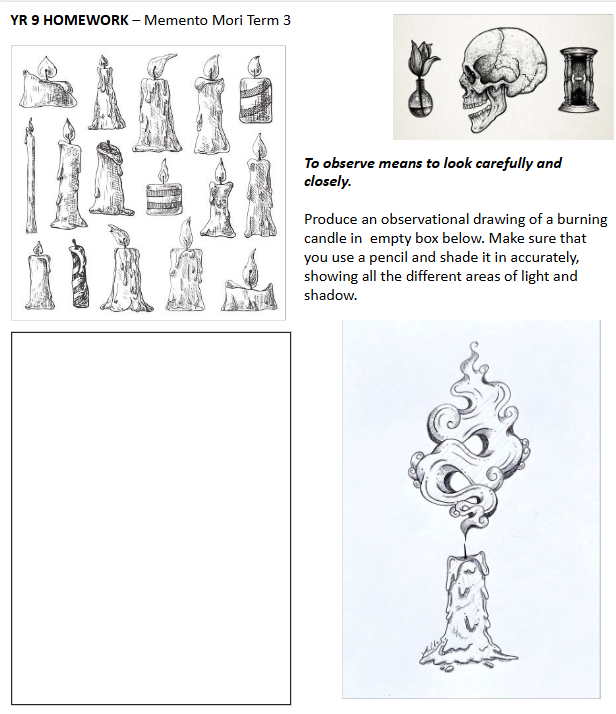 YR 9 HOMEWORK – Memento Mori Term 3
To observe means to look carefully and
closely.
Produce an observational drawing of a burning
candle in  empty box below. Make sure that
you use a pencil and shade it in accurately,
showing all the different areas of light and
shadow.